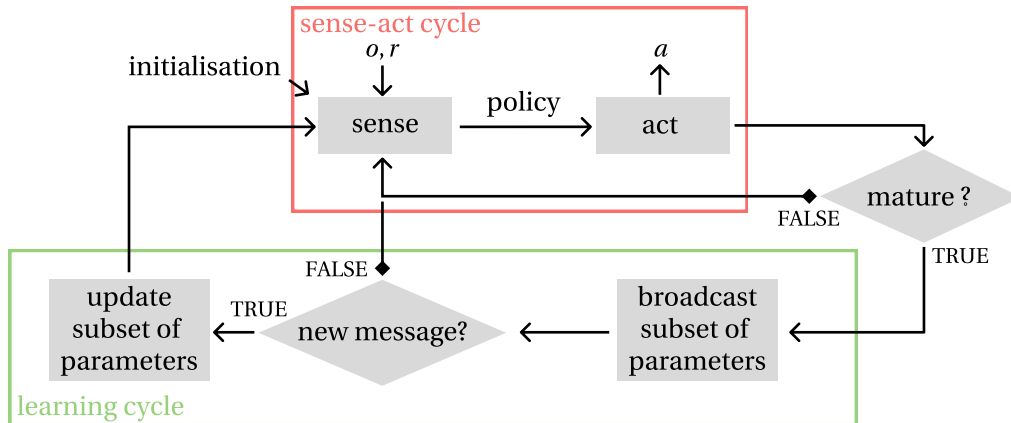 sense-act cycle
o, r
a
initialisation
policy
sense
act
mature ?
FALSE
TRUE
FALSE
TRUE
update
subset of
parameters
new message?
broadcast
subset of
parameters
learning cycle